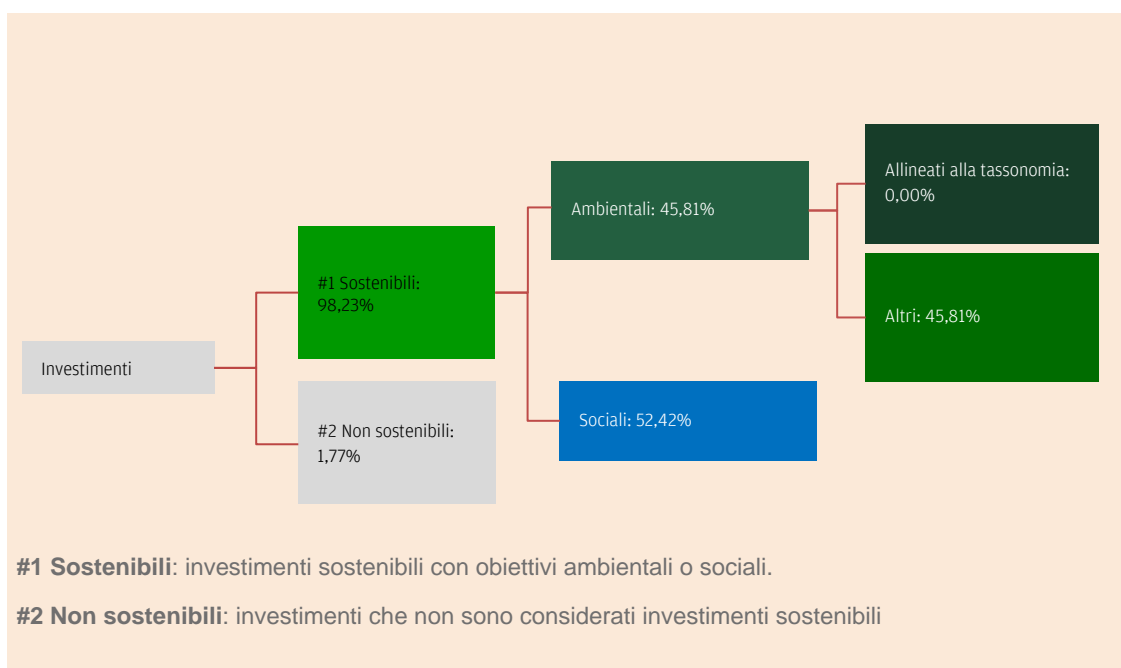 Investimenti
#1 Sostenibili:
98,23%
#2 Non sostenibili:
1,77%
Ambientali: 45,81%
Sociali: 52,42%
Allineati alla tassonomia:
0,00%
Altri: 45,81%
#1 Sostenibili: investimenti sostenibili con obiettivi ambientali o sociali.
#2 Non sostenibili: investimenti che non sono considerati investimenti sostenibili